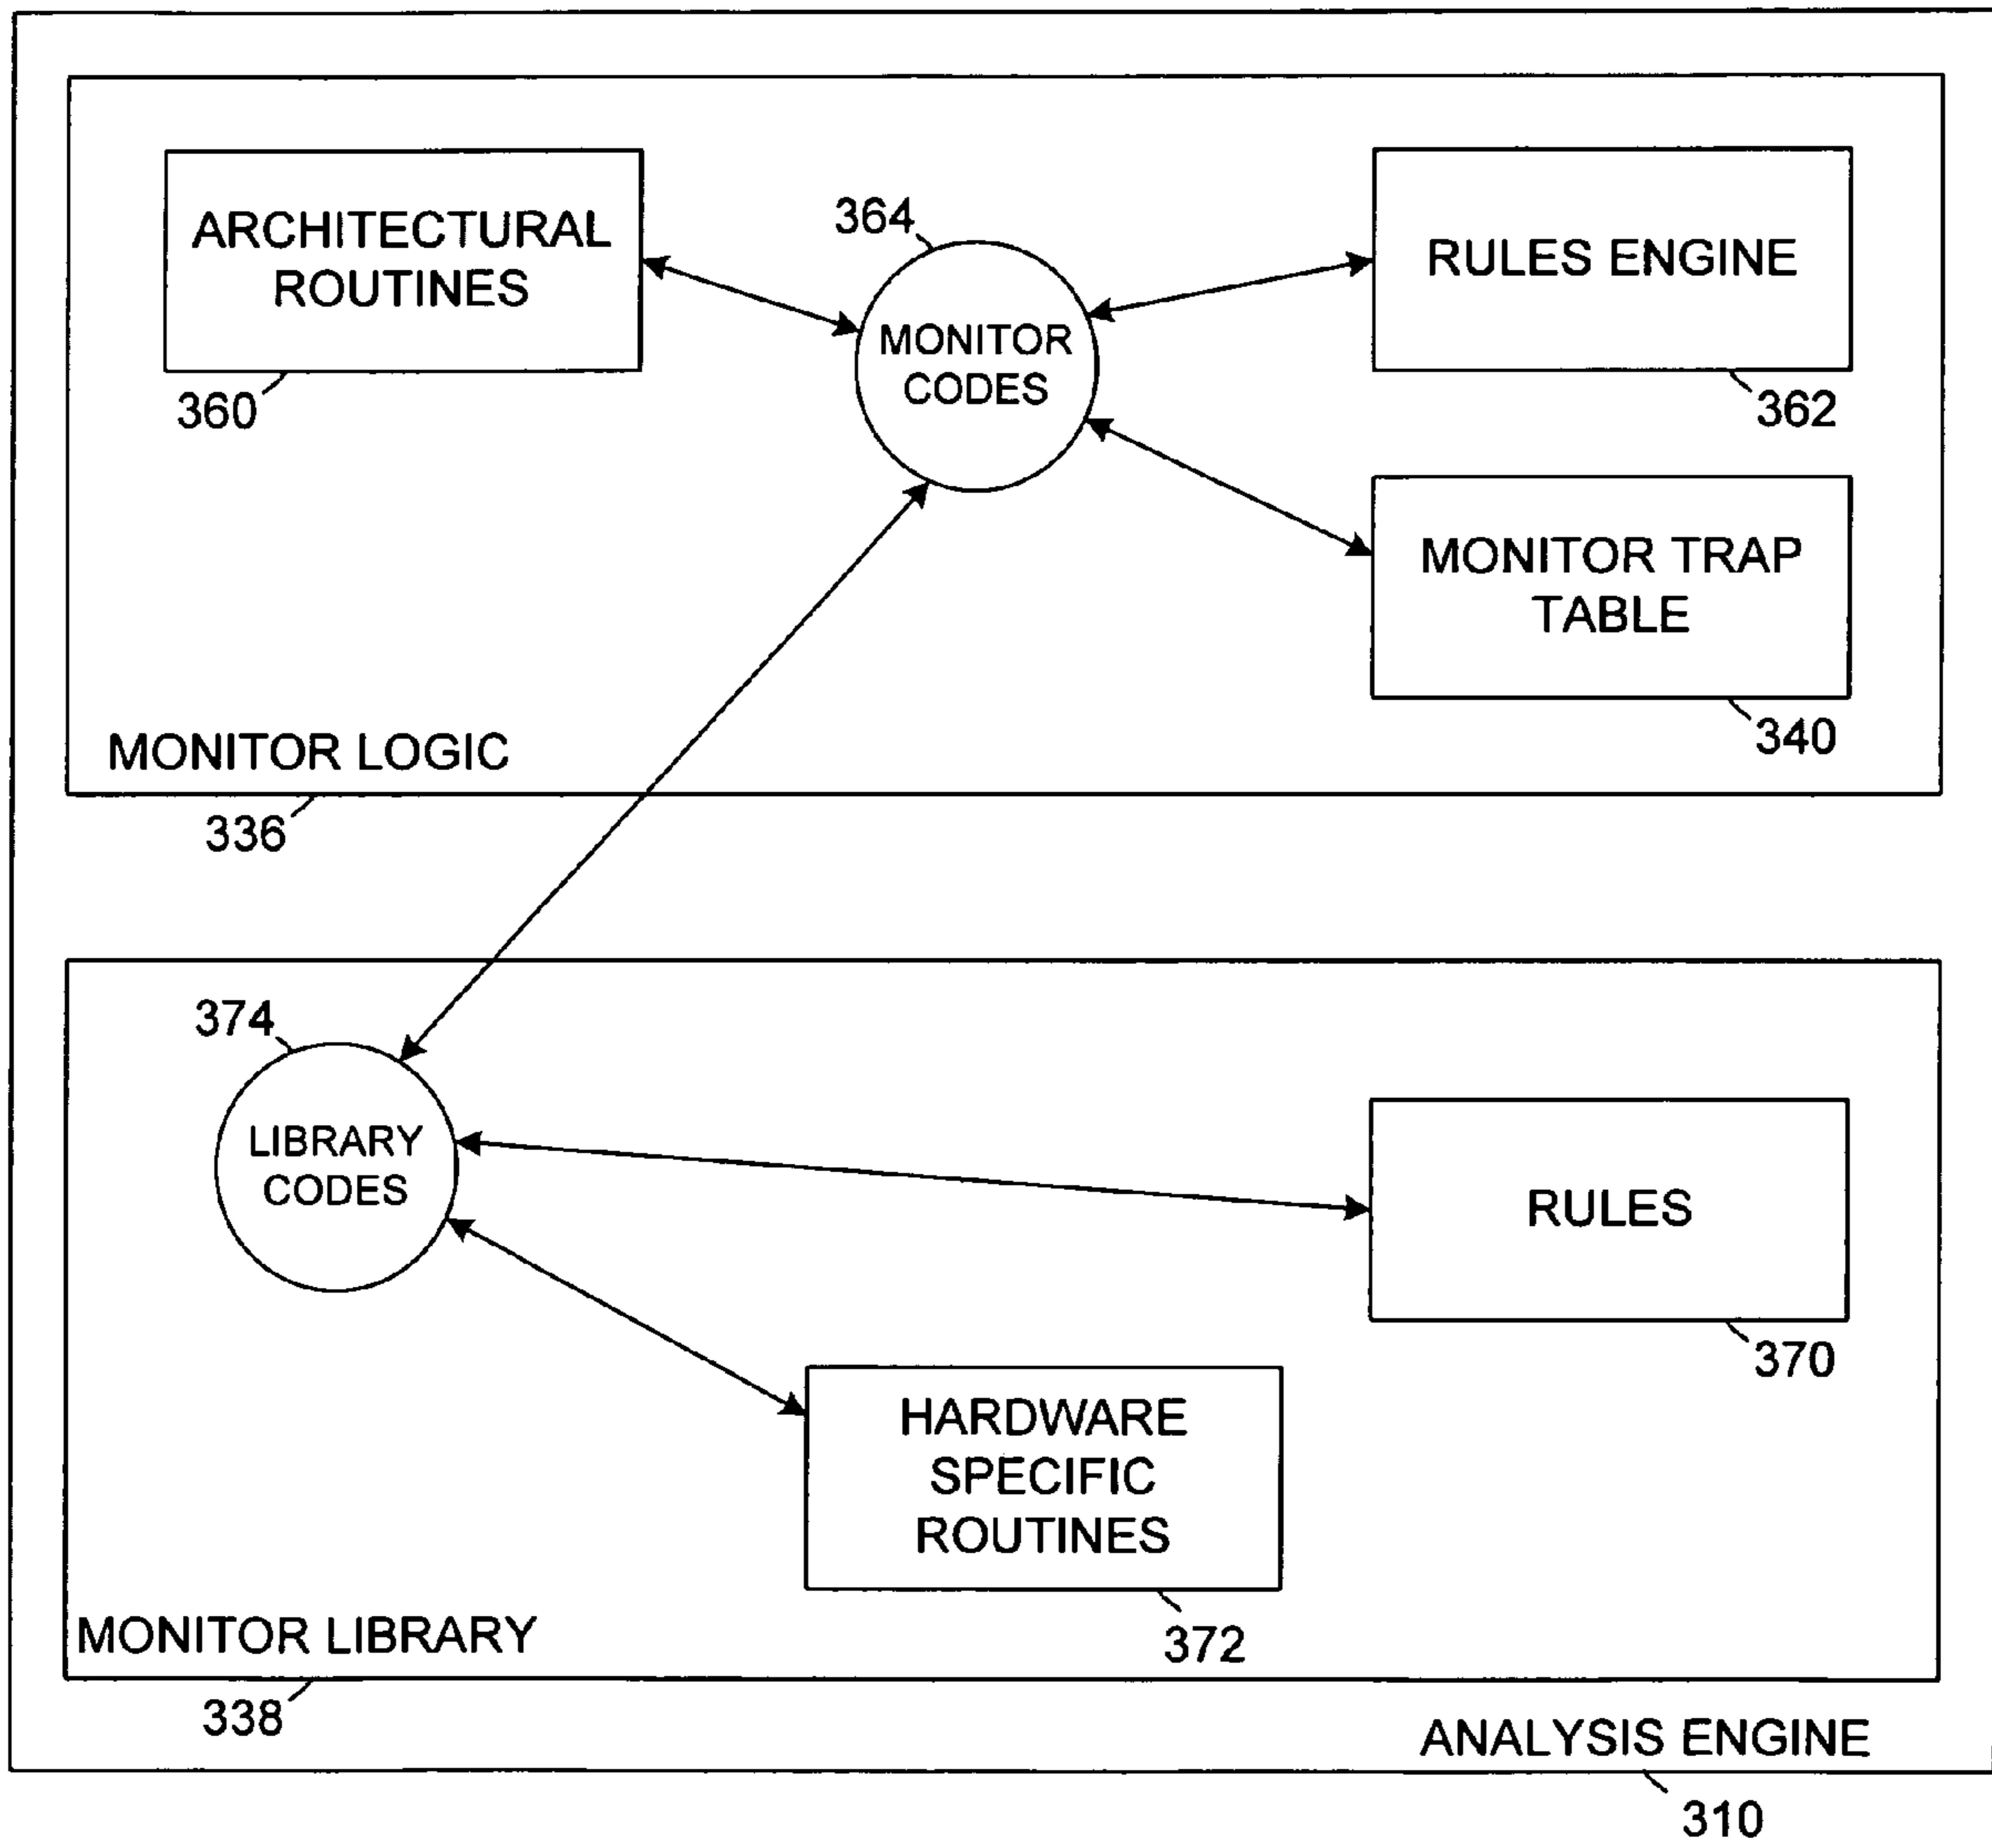 ARCHITECTURAL
ROUTINES
360
364
MONITOR
CODES
RULES ENGINE
362
MONITOR TRAP
TABLE
340
MONITOR LOGIC
336
374
LIBRARY
CODES
RULES
370
HARDWARE
SPECIFIC
ROUTINES
372
MONITOR LIBRARY
338
ANALYSIS ENGINE
310